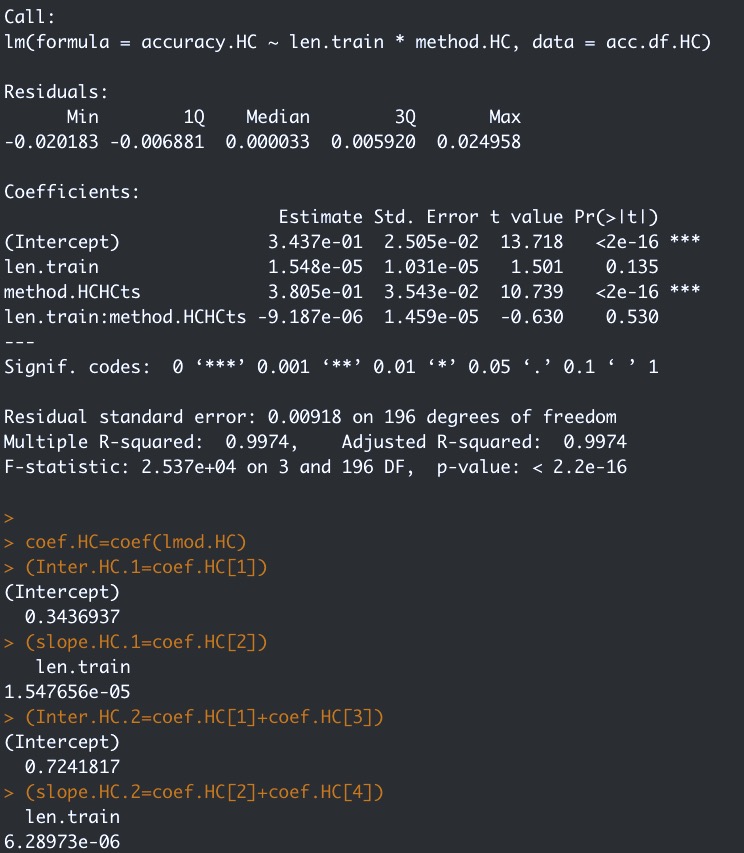 Call:
lm(formula = accuracy.HC ~ len.train * method.HC, data = acc.df.HC)
Residuals:
Min 1Q Median 3Q Max
-0.020183 -0.006881 0.000033 0.005920 0.024958
Coefficients:
Estimate Std. Error t value Pr(>|t|)
(Intercept) 3.437e-01 2.505e-02 13.718 <2e-16 ***
len.train 1.548e-05 1.031e-05 1.501 0.135
method.HCHCts 3.805e-01 3.543e-02 10.739 <2e-16 ***
len.train:method.HCHCts -9.187e-06 1.459e-05 -0.630 0.530
---
Signif. codes: 0 ‘***’ 0.001 ‘**’ 0.01 ‘*’ 0.05 ‘.’ 0.1 ‘ ’ 1
Residual standard error: 0.00918 on 196 degrees of freedom
Multiple R-squared: 0.9974, Adjusted R-squared: 0.9974
F-statistic: 2.537e+04 on 3 and 196 DF, p-value: < 2.2e-16
>
> coef.HC=coef(lmod.HC)
> (Inter.HC.1=coef.HC[1])
(Intercept)
0.3436937
> (slope.HC.1=coef.HC[2])
len.train
1.547656e-05
> (Inter.HC.2=coef.HC[1]+coef.HC[3])
(Intercept)
0.7241817
> (slope.HC.2=coef.HC[2]+coef.HC[4])
len.train
6.28973e-06